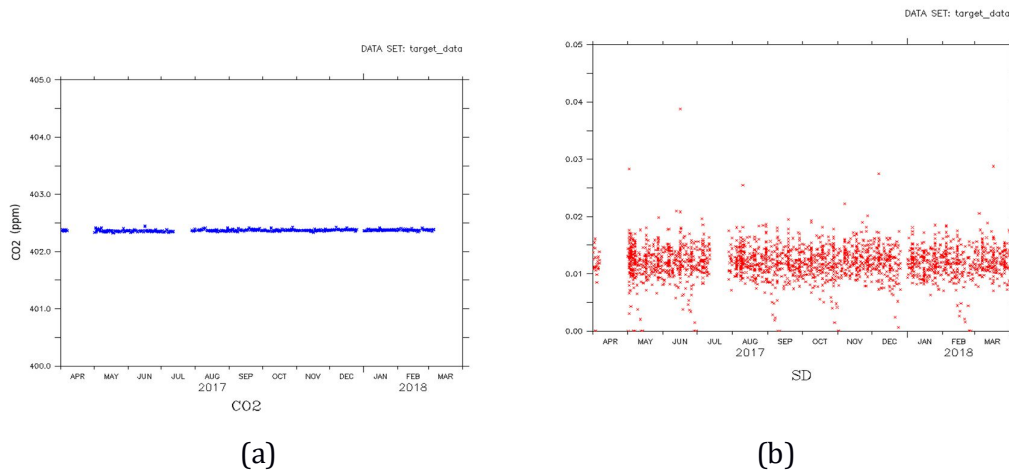 DATA SET: target_data
405.0
404.0
403.0
402.0
401.0
400.0
CO2 (ppm)
APR MAY JUN JUL AUG SEP OCT NOV DEC JAN FEB MAR
2017 2018
CO2
(a)
DATA SET: target_data
0.05
0.04
0.03
0.02
0.01
0.00
APR MAY JUN JUL AUG SEP OCT NOV DEC JAN FEB MAR
2017 2018
SD
(b)